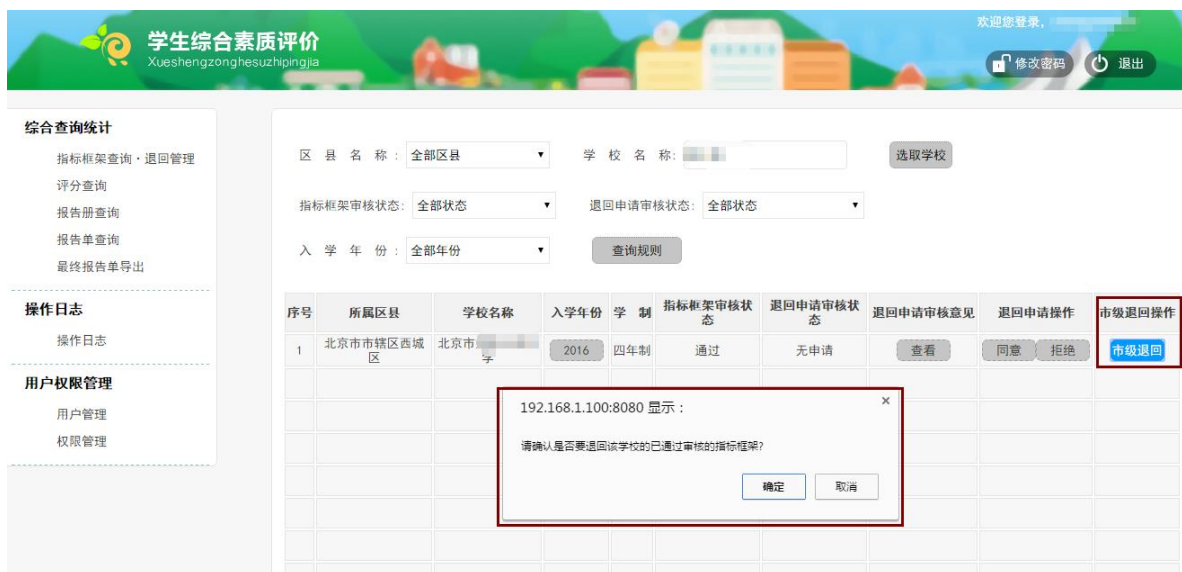 欢迎您登录，
学生综合素质评价
Xueshengzonghesuzhipingjia
修改密码 退出
综合查询统计
指标框架查询·退回管理
评分查询
报告册查询
报告单查询
最终报告单导出
操作日志
操作日志
用户权限管理
用户管理
权限管理
区县名称: 全部区县 学校名称: 选取学校
指标框架审核状态: 全部状态 退回申请审核状态: 全部状态
入学年份: 全部年份 查询规则
序号 所属区县 学校名称 入学年份 学 制 指标框架审核状态 退回申请审核状态 退回申请审核意见 退回申请操作 市级退回操作
1 北京市市辖区西城区 北京市 2016 四年制 通过 无申请 查看 同意 拒绝 市级退回
192.168.1.100:8080 显示： ×
请确认是否要退回该学校的已通过审核的指标框架?
确定 取消